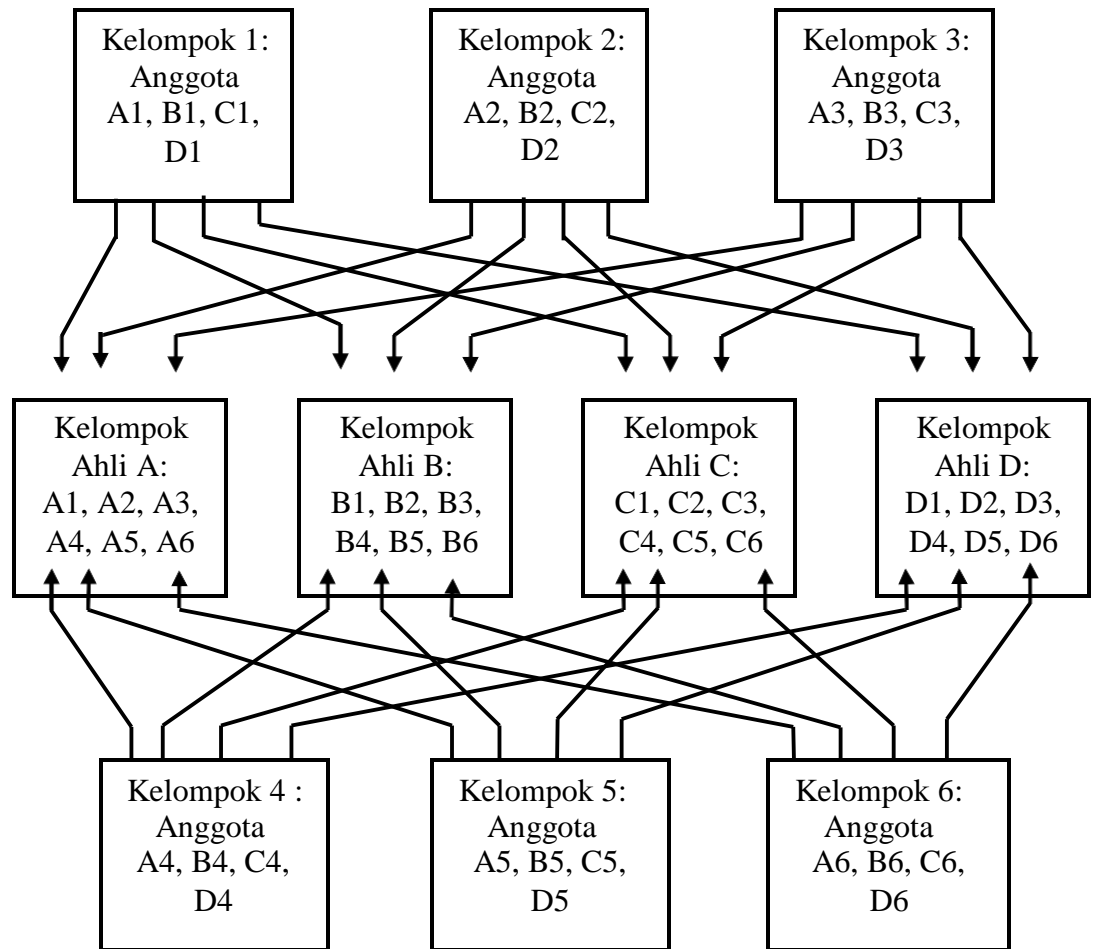 Kelompok 1:
Anggota
A1, B1, C1,
D1
Kelompok 2:
Anggota
A2, B2, C2,
D2
Kelompok 3:
Anggota
A3, B3, C3,
D3
Kelompok
Ahli A:
A1, A2, A3,
A4, A5, A6
Kelompok
Ahli B:
B1, B2, B3,
B4, B5, B6
Kelompok
Ahli C:
C1, C2, C3,
C4, C5, C6
Kelompok
Ahli D:
D1, D2, D3,
D4, D5, D6
Kelompok 4 :
Anggota
A4, B4, C4,
D4
Kelompok 5:
Anggota
A5, B5, C5,
D5
Kelompok 6:
Anggota
A6, B6, C6,
D6